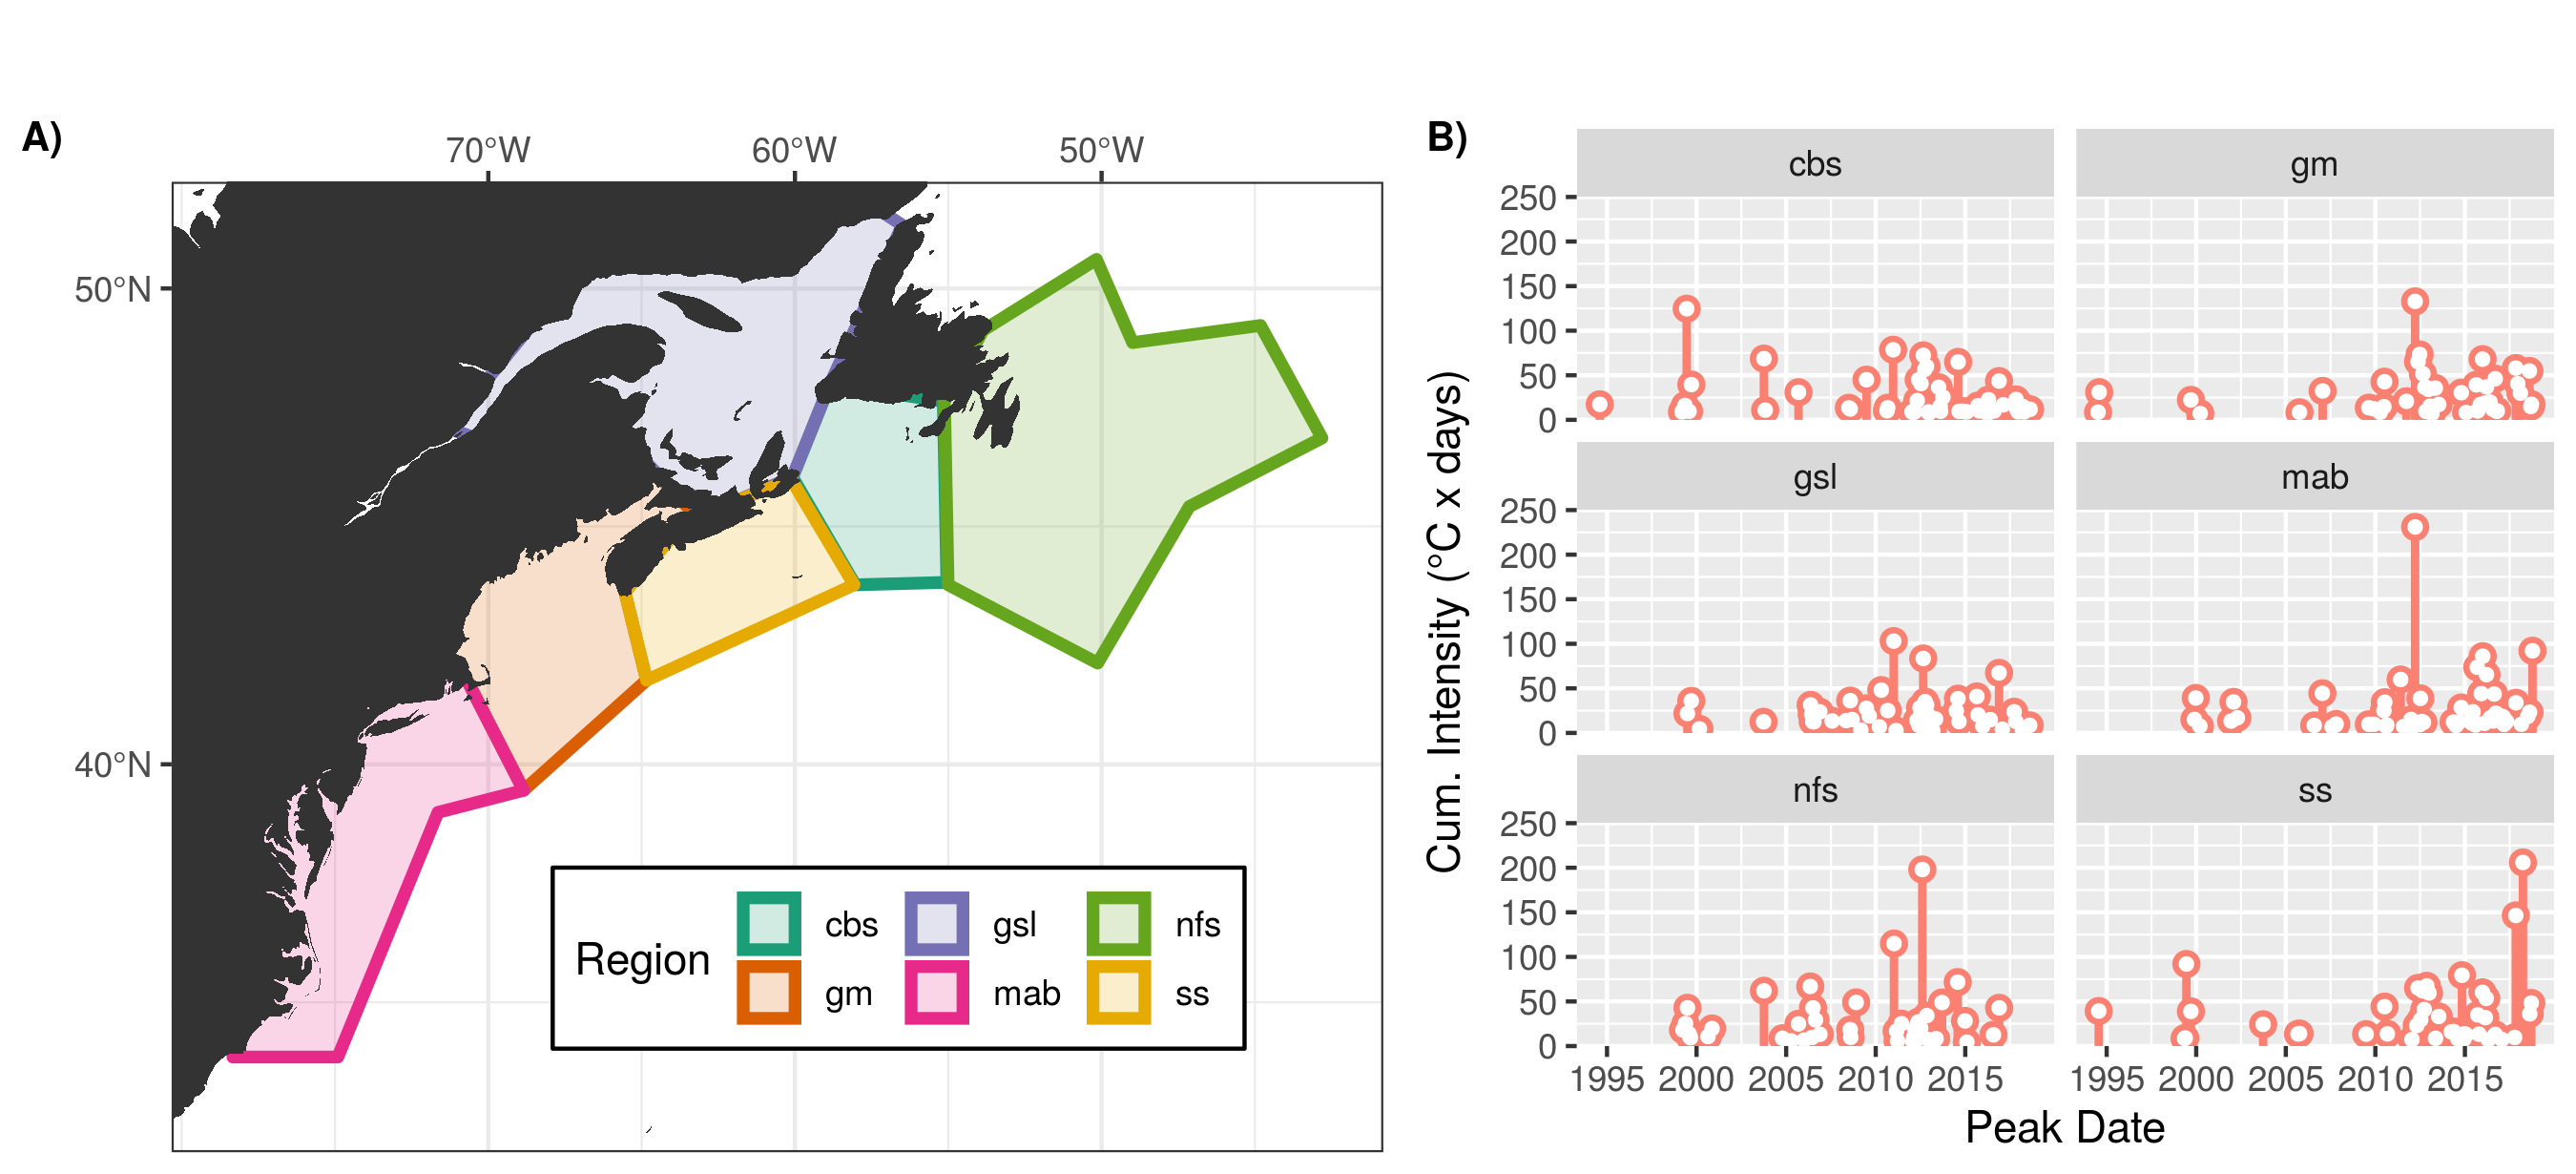 A)
70°W 60°W 50°W
50°N
40°N
Region
cbs gsl nfs
gm mab ss
B)
Cum. Intensity (°C x days)
cbs gm
250
200
150
100
50
0
gsl mab
250
200
150
100
50
0
nfs ss
250
200
150
100
50
0
1995 2000 2005 2010 2015 1995 2000 2005 2010 2015
Peak Date